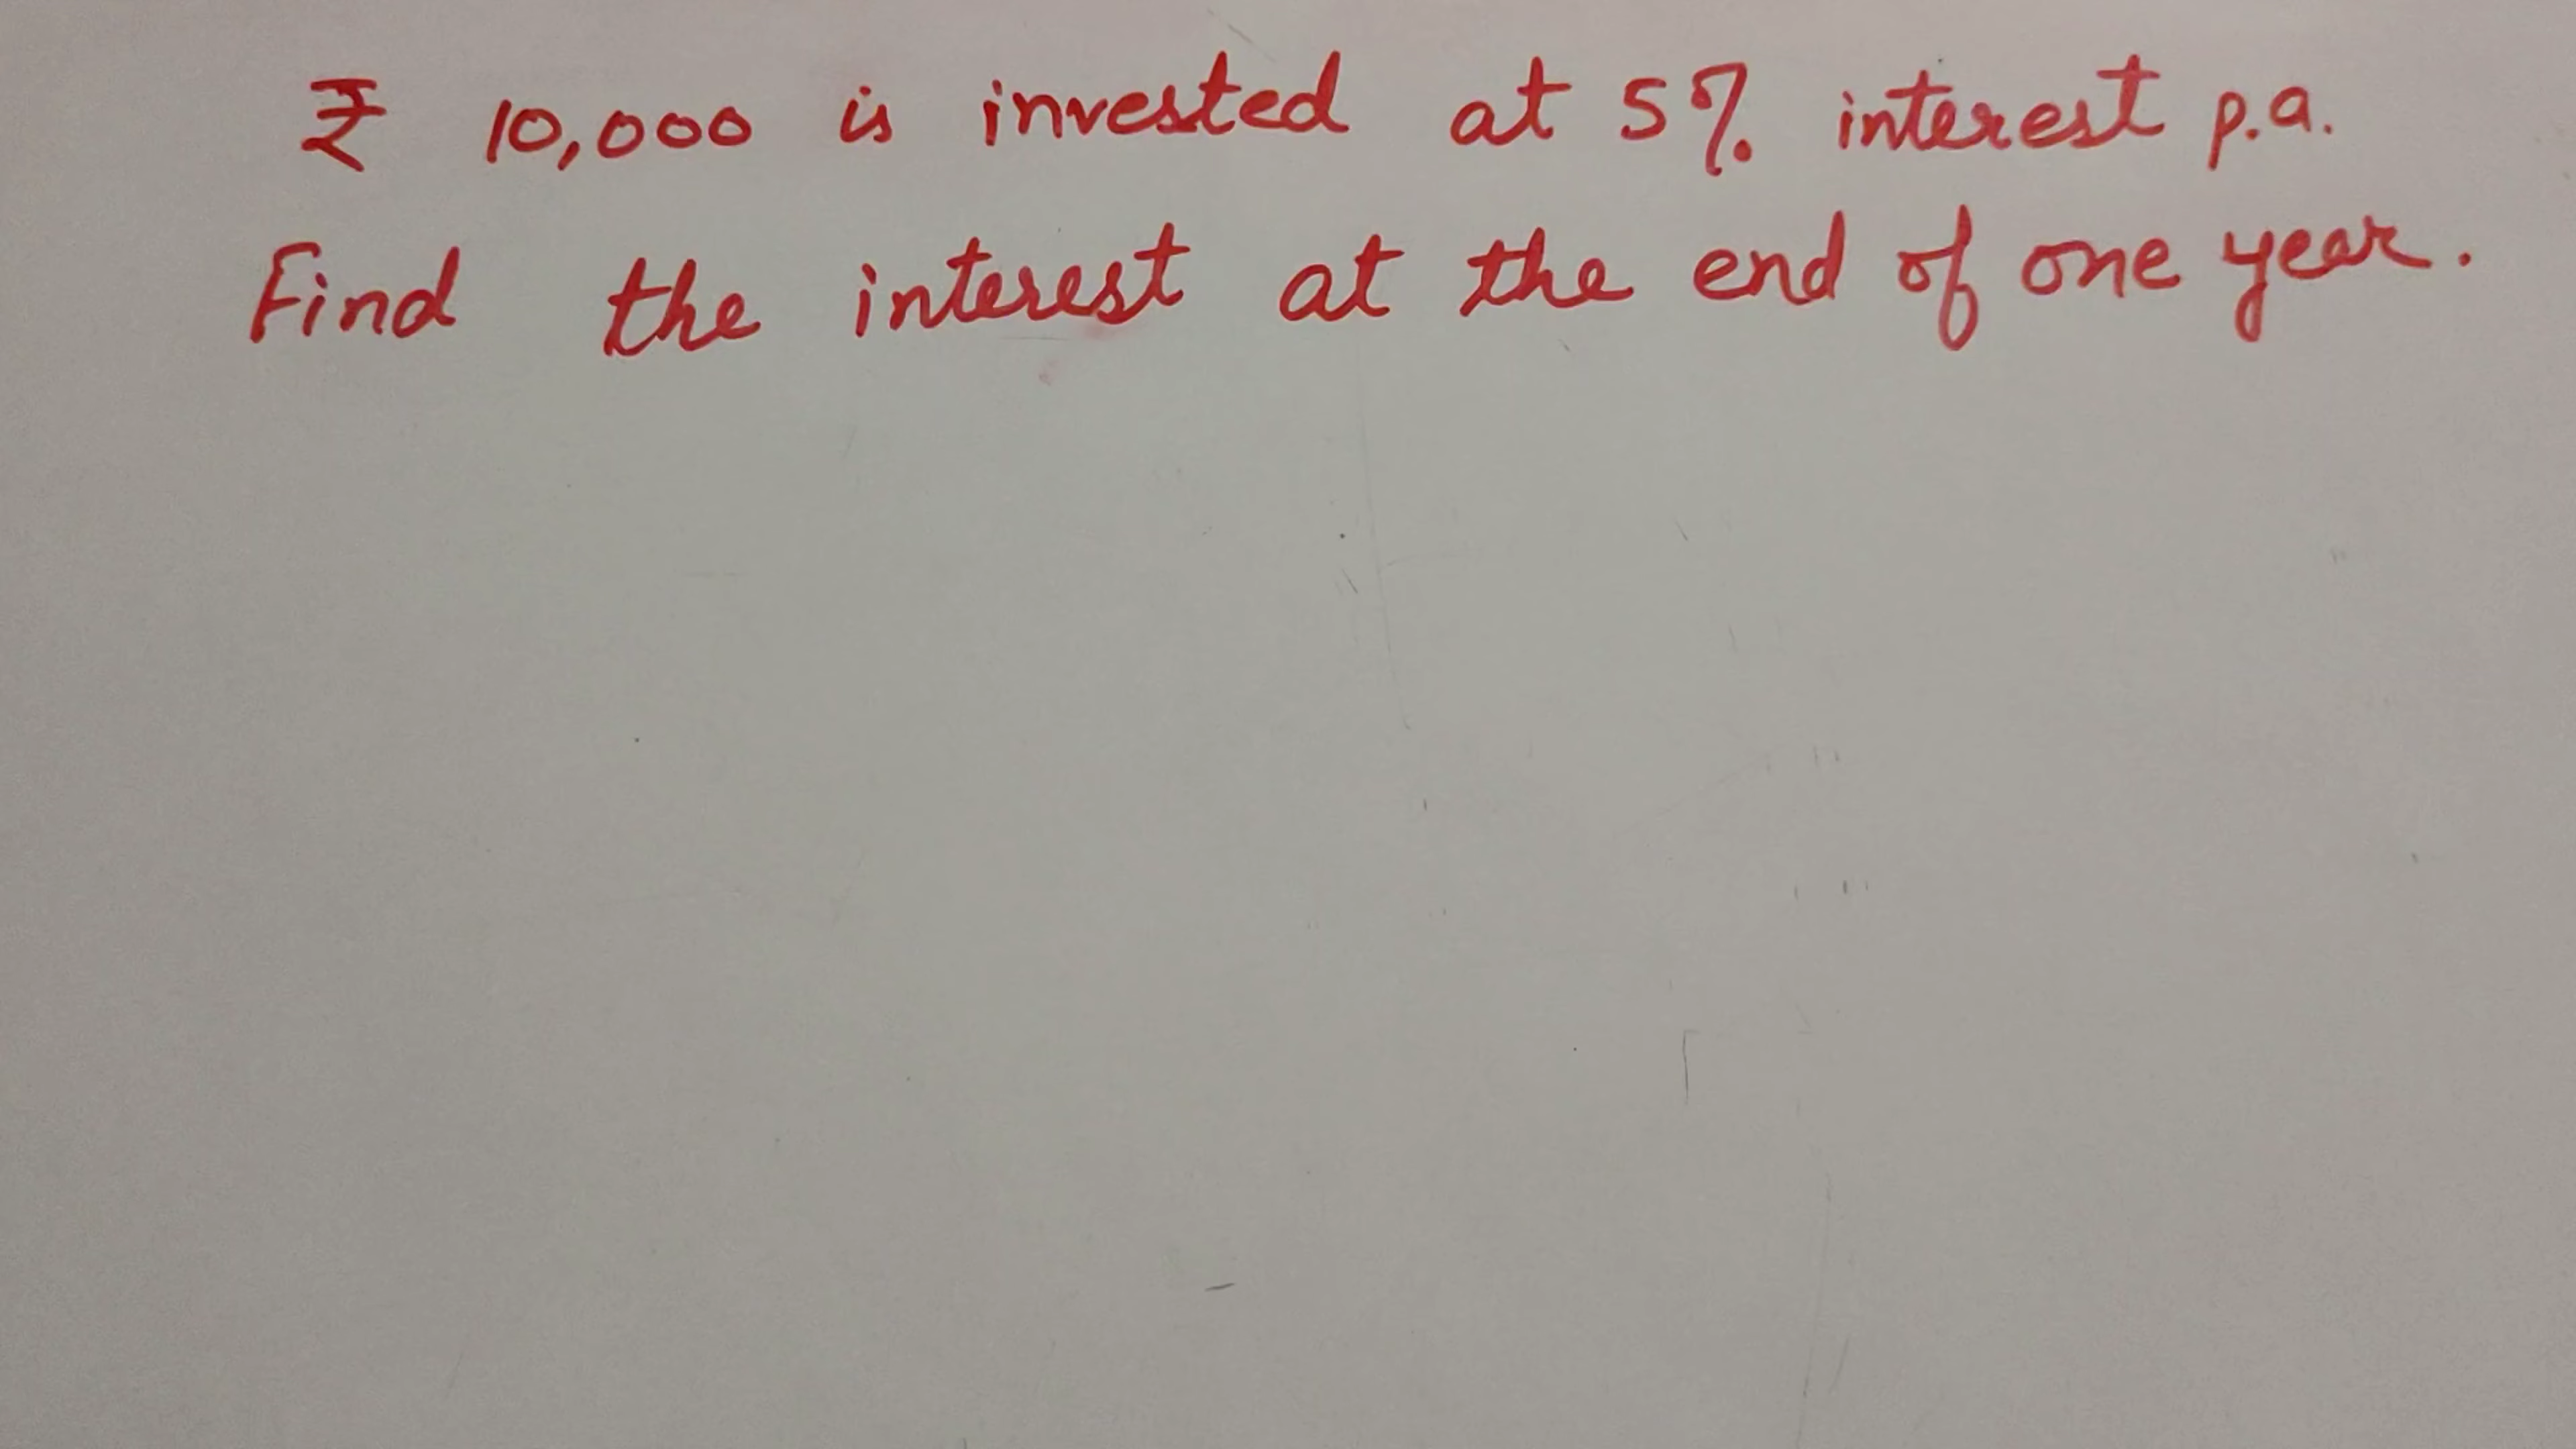 ₹ 10,000 is invested at 5% interest p.a.
Find the interest at the end of one year.